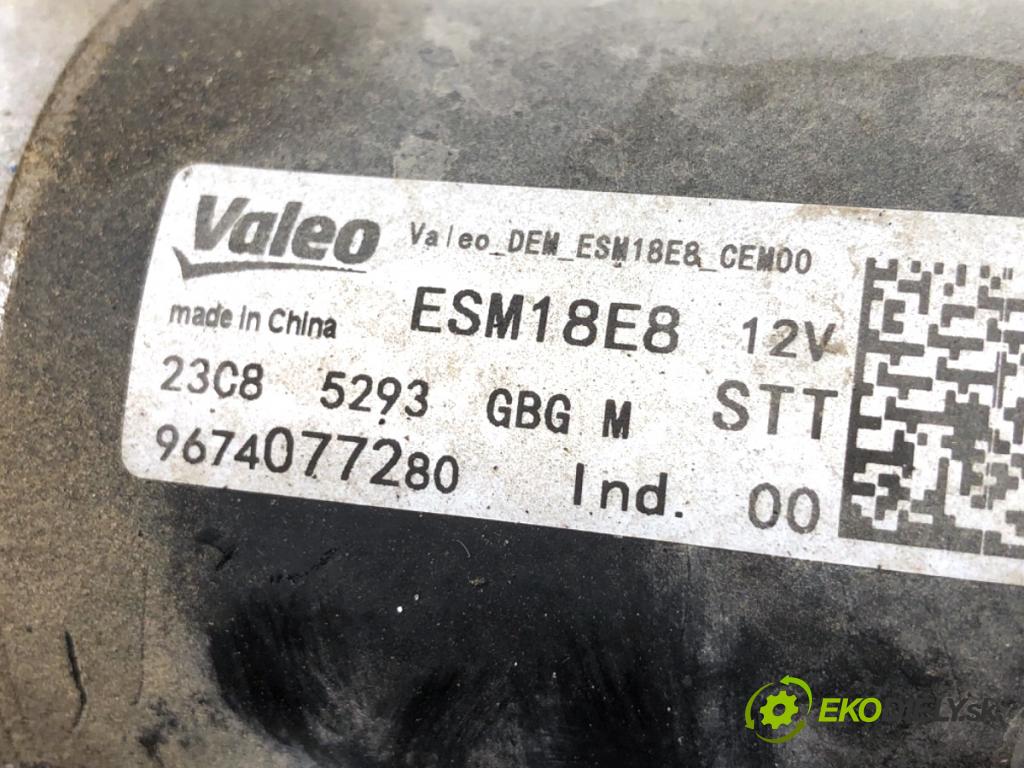 Valeo Valeo_DEM_ESM18E8_CEM00
made in China ESM18E8 12V
23C8 5293 GBG M STT
9674077280 Ind. 00
EKODIELY.SK